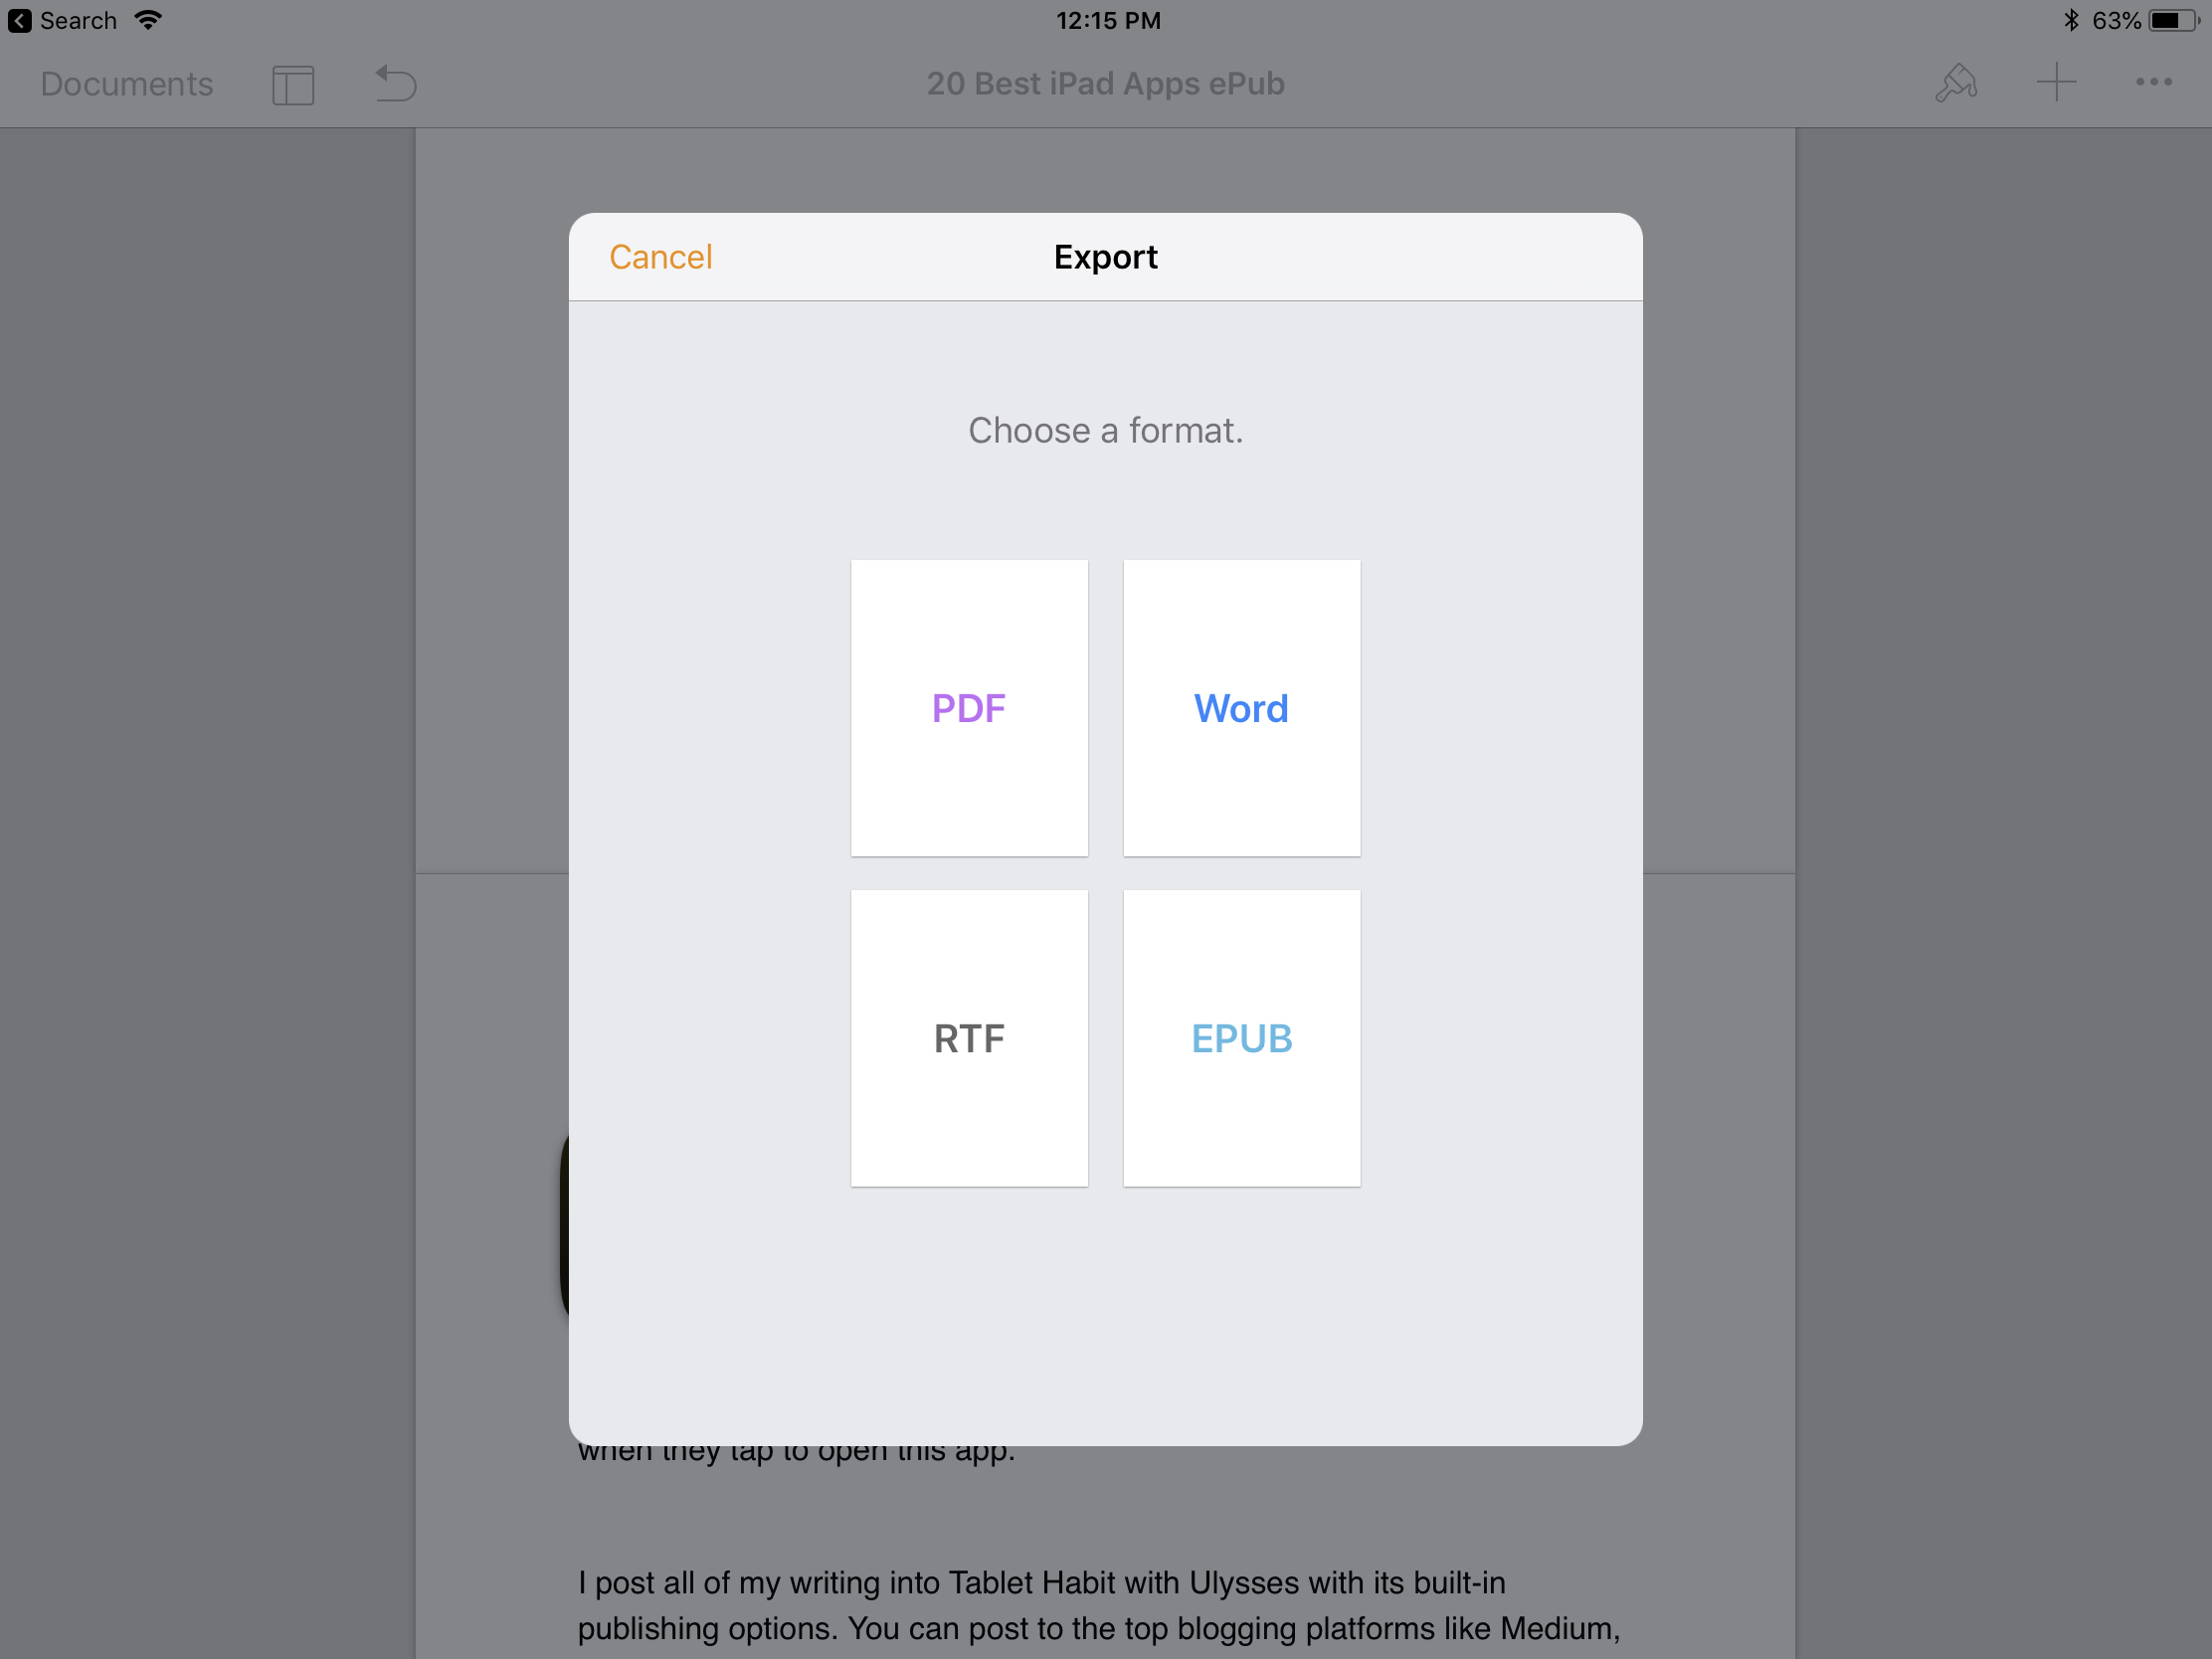 Search
12:15 PM
63%
Documents
20 Best iPad Apps ePub
Cancel
Export
Choose a format.
PDF
Word
RTF
EPUB
when they tap to open this app.
I post all of my writing into Tablet Habit with Ulysses with its built-in
publishing options. You can post to the top blogging platforms like Medium,